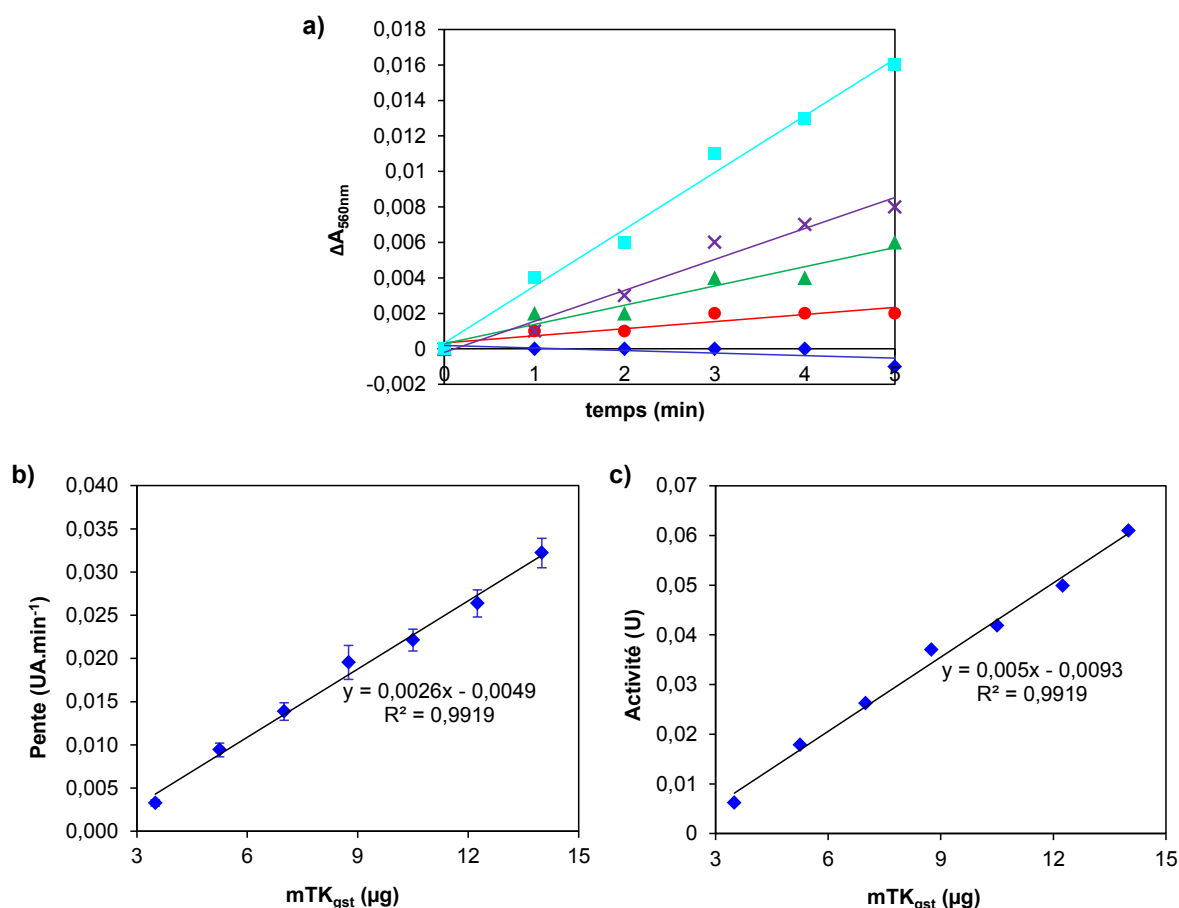 a)
0,018
0,016
0,014
0,012
0,01
0,008
0,006
0,004
0,002
0
-0,002
ΔA560nm
0 1 2 3 4 5
temps (min)
b)
0,040
0,035
0,030
0,025
0,020
0,015
0,010
0,005
0,000
Pente (UA.min-1)
y = 0,0026x - 0,0049
R² = 0,9919
3 6 9 12 15
mTKgst (µg)
c)
0,07
0,06
0,05
0,04
0,03
0,02
0,01
0
Activité (U)
y = 0,005x - 0,0093
R² = 0,9919
3 6 9 12 15
mTKgst (µg)